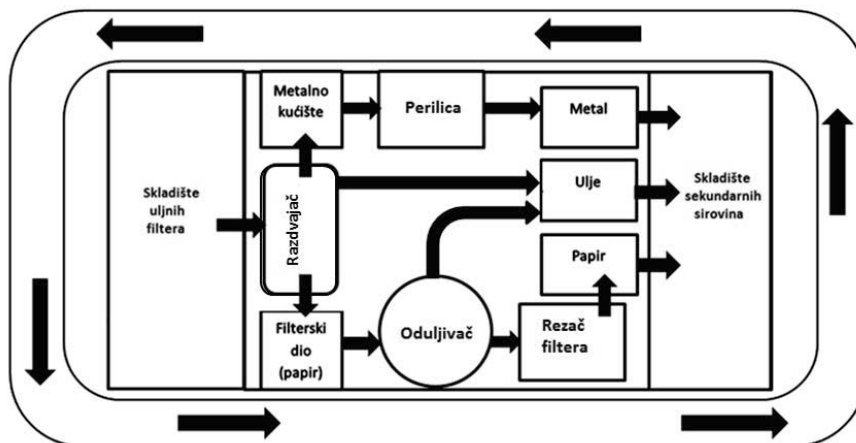 Skladište
uljnih
filtera
Razdvajač
Metalno
kućište
Perilica
Metal
Ulje
Papir
Filterski
dio
(papir)
Oduljivač
Rezač
filtera
Skladište
sekundarnih
sirovina